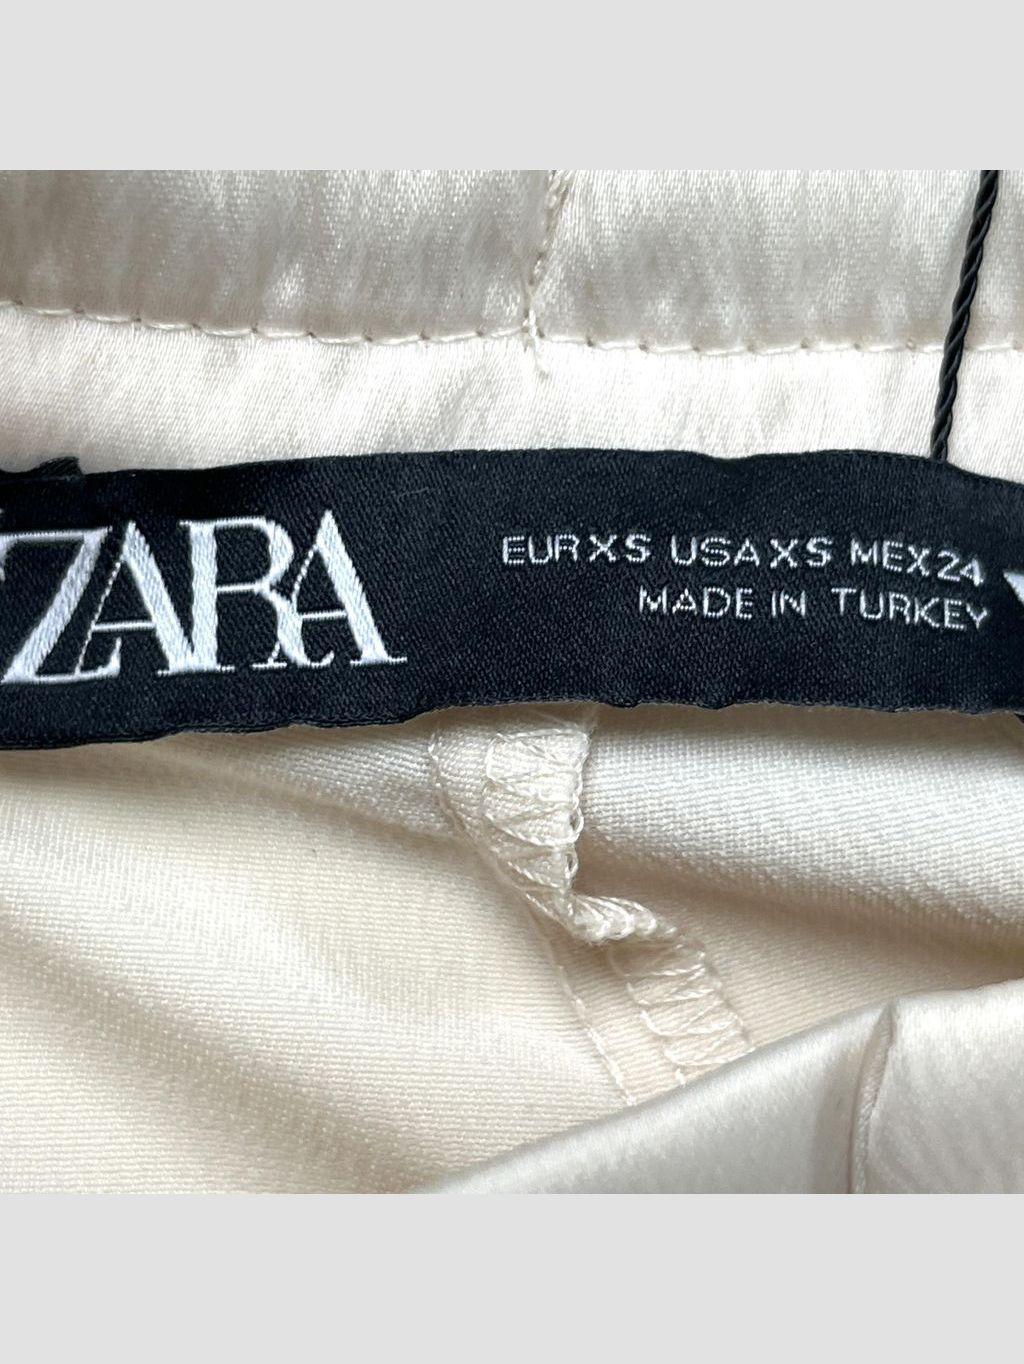 ZARA
EUR XS USA XS MEX 24
MADE IN TURKEY